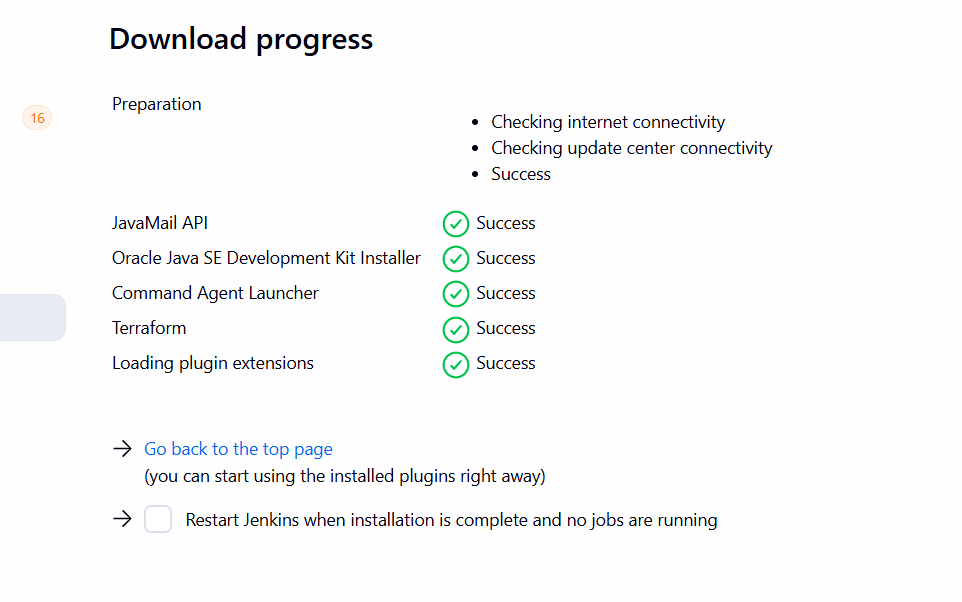 Download progress
16
Preparation
Checking internet connectivity
Checking update center connectivity
Success
JavaMail API Success
Oracle Java SE Development Kit Installer Success
Command Agent Launcher Success
Terraform Success
Loading plugin extensions Success
Go back to the top page
(you can start using the installed plugins right away)
Restart Jenkins when installation is complete and no jobs are running